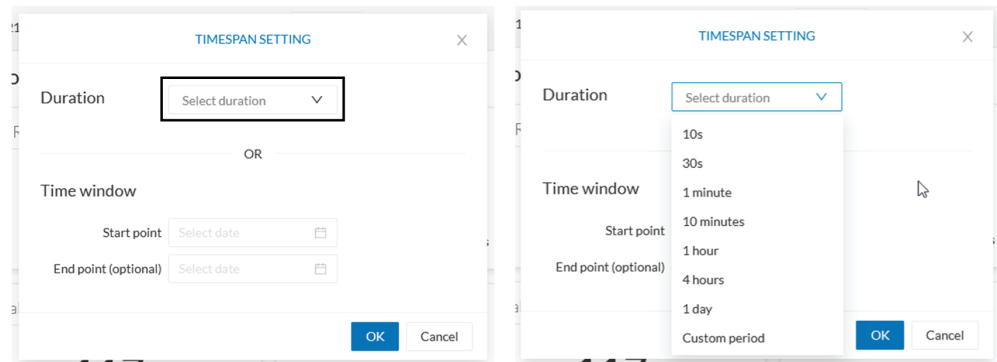 TIMESPAN SETTING
Duration
Select duration
OR
Time window
Start point
Select date
End point (optional)
Select date
OK
Cancel
TIMESPAN SETTING
Duration
Select duration
10s
30s
1 minute
10 minutes
1 hour
4 hours
1 day
Custom period
Time window
Start point
End point (optional)
OK
Cancel